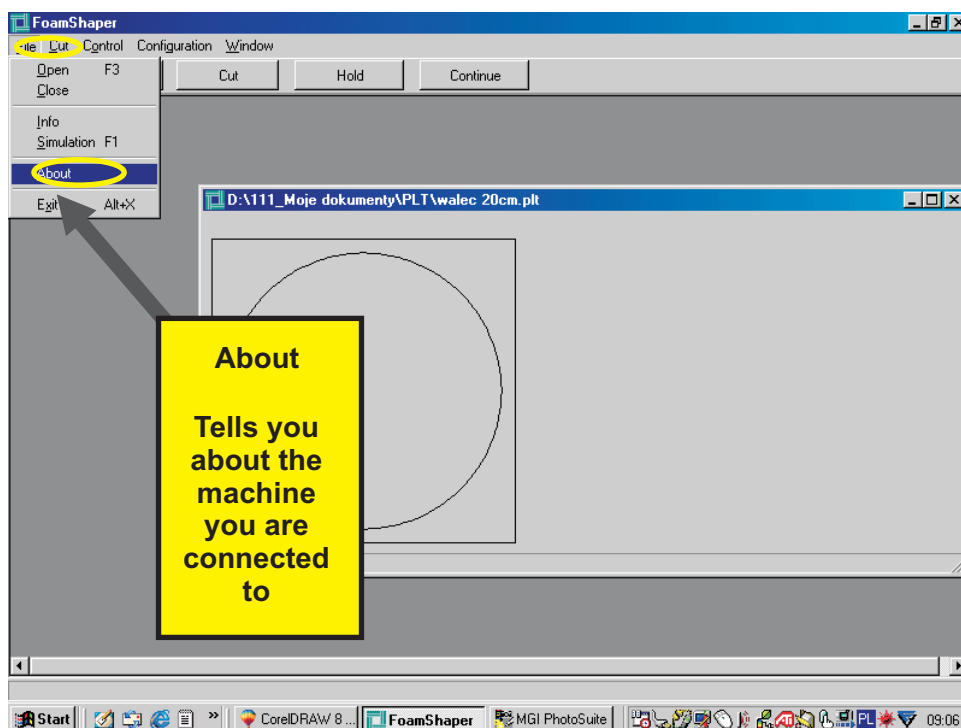 FoamShaper
File Cut Control Configuration Window
Open F3
Close
Info
Simulation F1
About
Exit Alt+X
Cut Hold Continue
D:\111_Moje dokumenty\PLT\walec 20cm.plt
About
Tells you
about the
machine
you are
connected
to
Start » CorelDRAW 8 ... FoamShaper MGI PhotoSuite PL 09:06